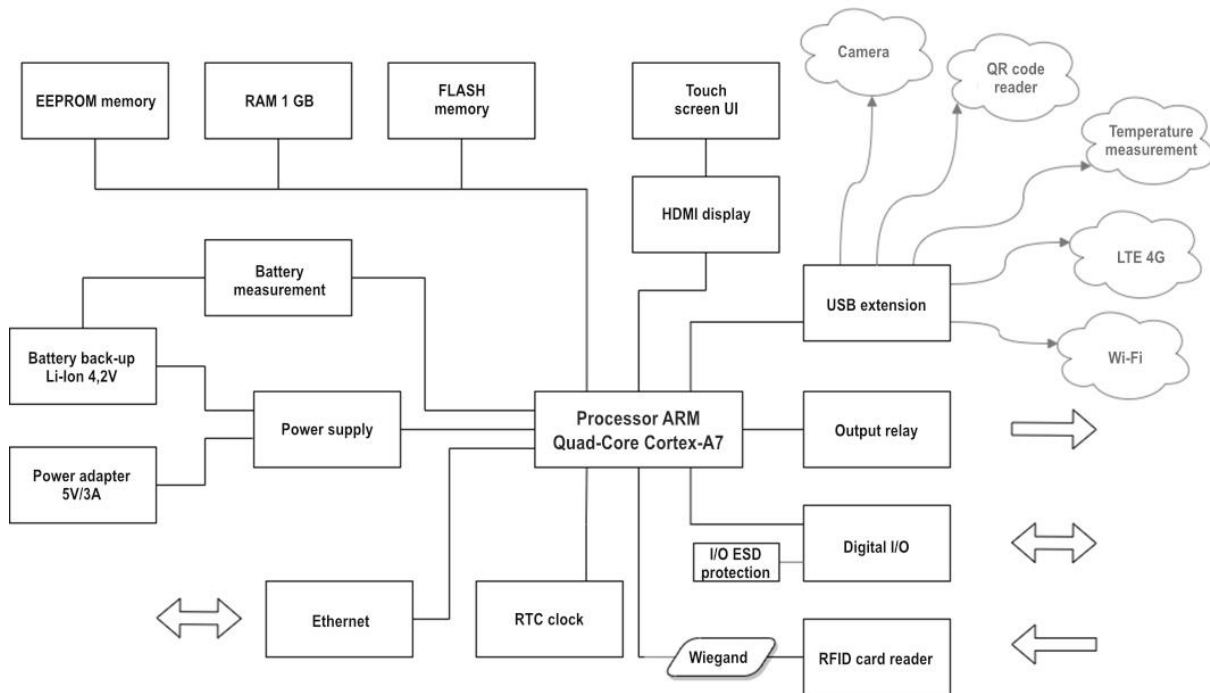 Camera
QR code
reader
EEPROM memory
RAM 1 GB
FLASH
memory
Touch
screen UI
Temperature
measurement
HDMI display
LTE 4G
Battery
measurement
USB extension
Battery back-up
Li-Ion 4,2V
Wi-Fi
Power supply
Processor ARM
Quad-Core Cortex-A7
Output relay
Power adapter
5V/3A
I/O ESD
protection
Digital I/O
Ethernet
RTC clock
Wiegand
RFID card reader